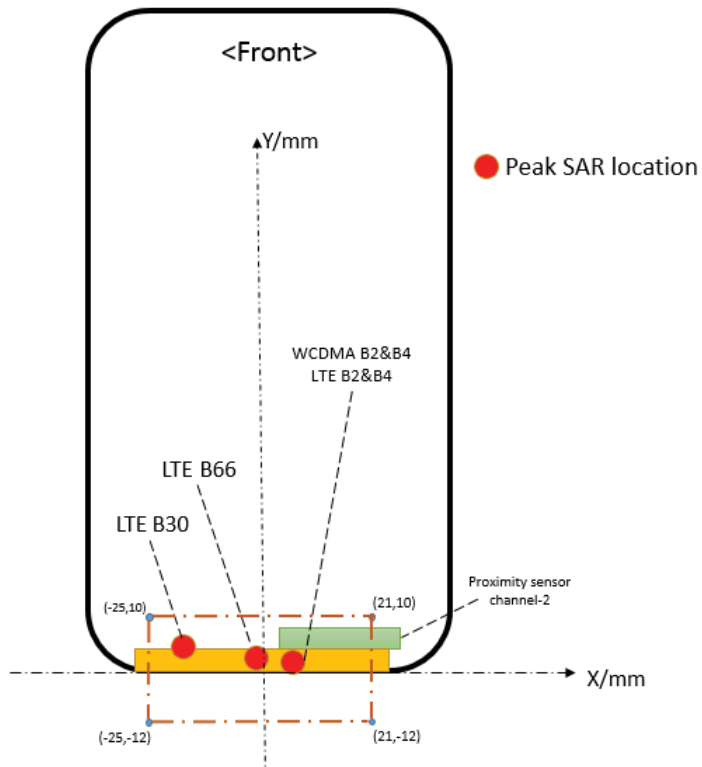 <Front>
Y/mm
Peak SAR location
WCDMA B2&B4
LTE B2&B4
LTE B66
LTE B30
Proximity sensor
channel-2
(-25,10)
(21,10)
X/mm
(-25,-12)
(21,-12)